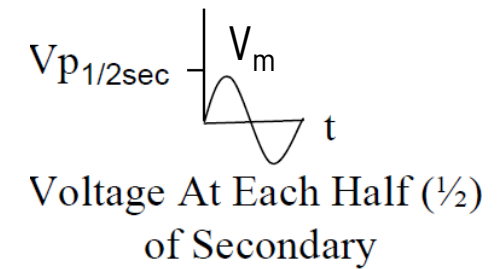 Vm
Vp1/2sec
t
Voltage At Each Half (½)
of Secondary